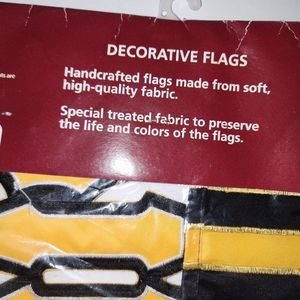 DECORATIVE FLAGS
Handcrafted flags made from soft,
high-quality fabric.
Special treated fabric to preserve
the life and colors of the flags.